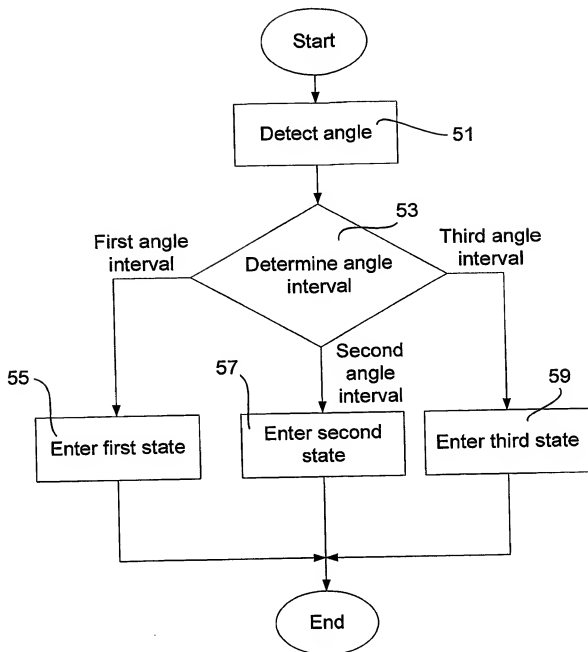 Start
Detect angle
51
53
First angle
interval
Determine angle
interval
Third angle
interval
Second
angle
interval
55
Enter first state
57
Enter second
state
59
Enter third state
End